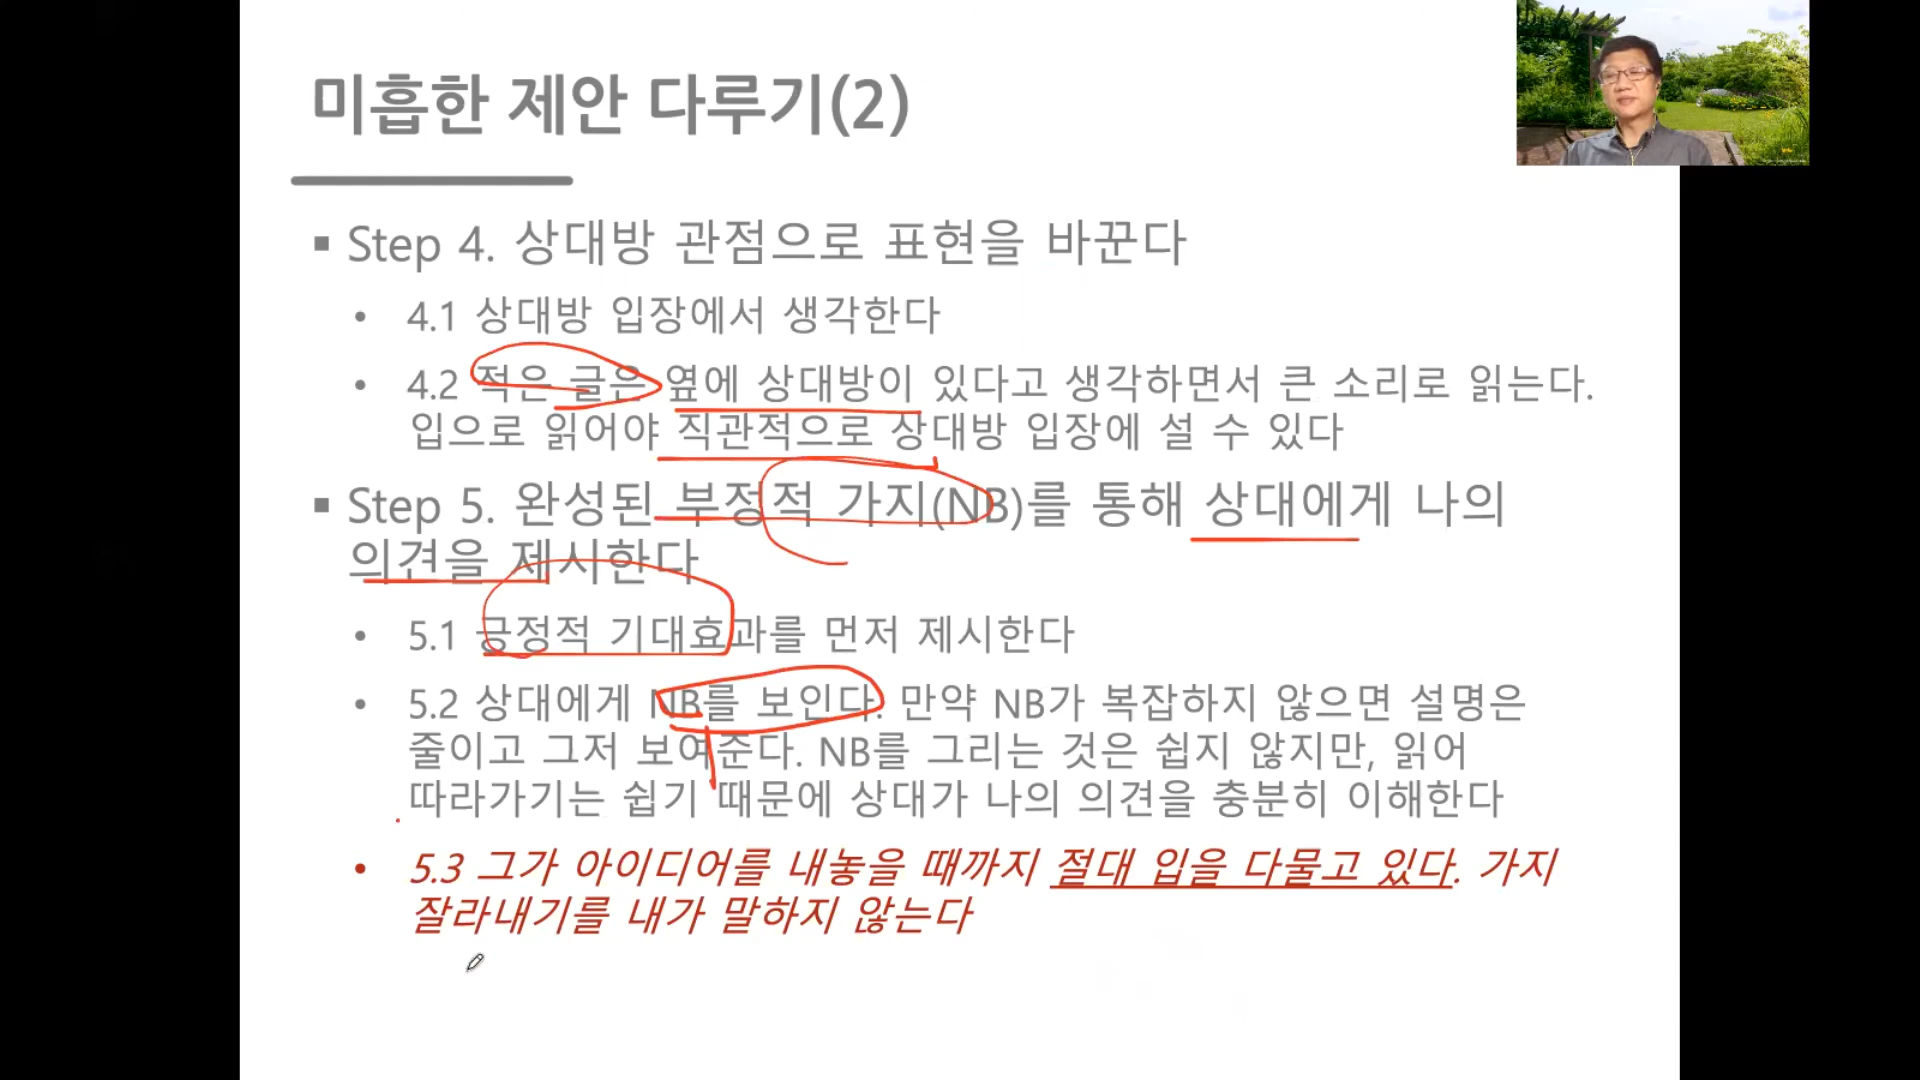 미흡한 제안 다루기(2)
▪ Step 4. 상대방 관점으로 표현을 바꾼다
• 4.1 상대방 입장에서 생각한다
• 4.2 적은 글은 옆에 상대방이 있다고 생각하면서 큰 소리로 읽는다.
입으로 읽어야 직관적으로 상대방 입장에 설 수 있다
▪ Step 5. 완성된 부정적 가지(NB)를 통해 상대에게 나의
의견을 제시한다
• 5.1 긍정적 기대효과를 먼저 제시한다
• 5.2 상대에게 NB를 보인다. 만약 NB가 복잡하지 않으면 설명은
줄이고 그저 보여준다. NB를 그리는 것은 쉽지 않지만, 읽어
따라가기는 쉽기 때문에 상대가 나의 의견을 충분히 이해한다
• 5.3 그가 아이디어를 내놓을 때까지 절대 입을 다물고 있다. 가지
잘라내기를 내가 말하지 않는다